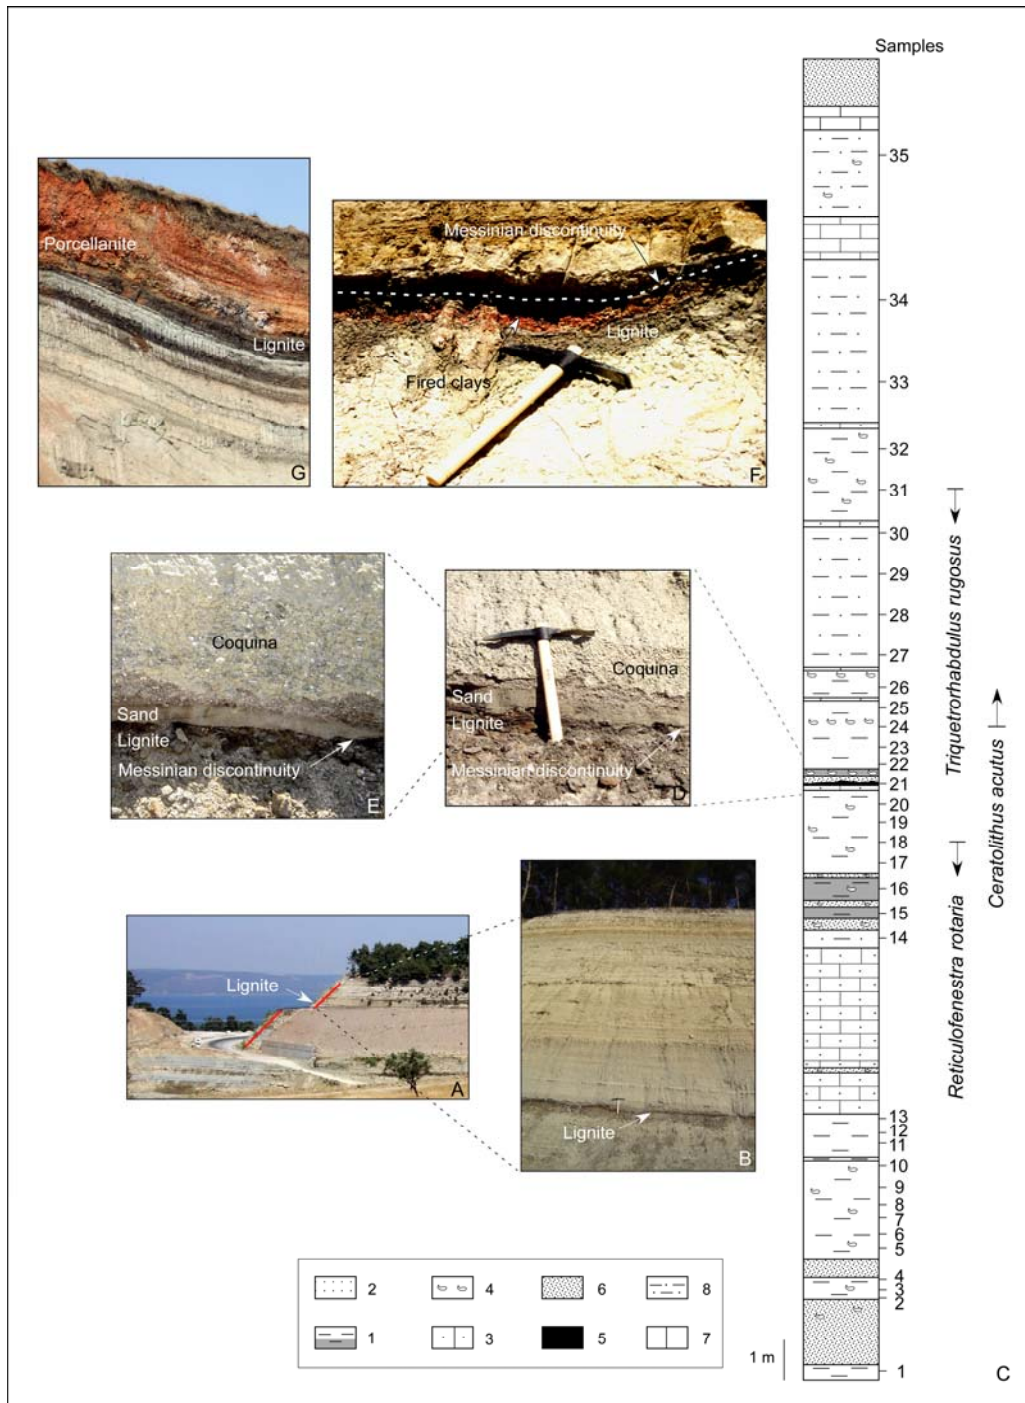 Samples
35
34
33
32
31
30
29
28
27
26
25
24
23
22
21
20
19
18
17
16
15
14
13
12
11
10
9
8
7
6
5
4
3
2
1
Triquetrorhabdulus rugosus
Ceratolithus acutus
Reticulofenestra rotaria
Porcellanite
Lignite
G
Messinian discontinuity
Lignite
Fired clays
F
Coquina
Sand
Lignite
Messinian discontinuity
E
Coquina
Sand
Lignite
Messinian discontinuity
D
Lignite
A
Lignite
B
2
4
6
8
1
3
5
7
1 m
C